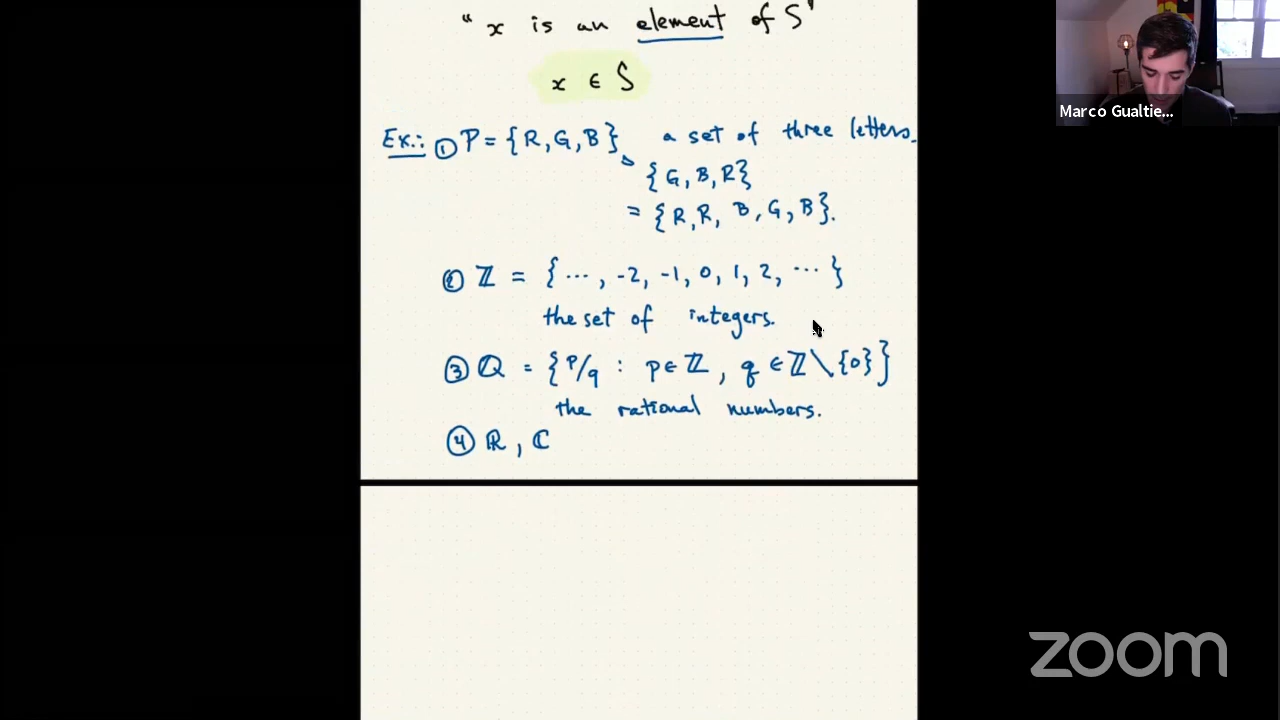 “ x is an element of S "
x ∈ S
Ex.: ① P = {R, G, B}, a set of three letters.
{G, B, R}
= {R, R, B, G, B}.
② ℤ = {⋯, -2, -1, 0, 1, 2, ⋯}
the set of integers.
③ ℚ = {p/q : p ∈ ℤ, q ∈ ℤ∖{0}}
the rational numbers.
④ ℝ, ℂ
Marco Gualtie...
zoom